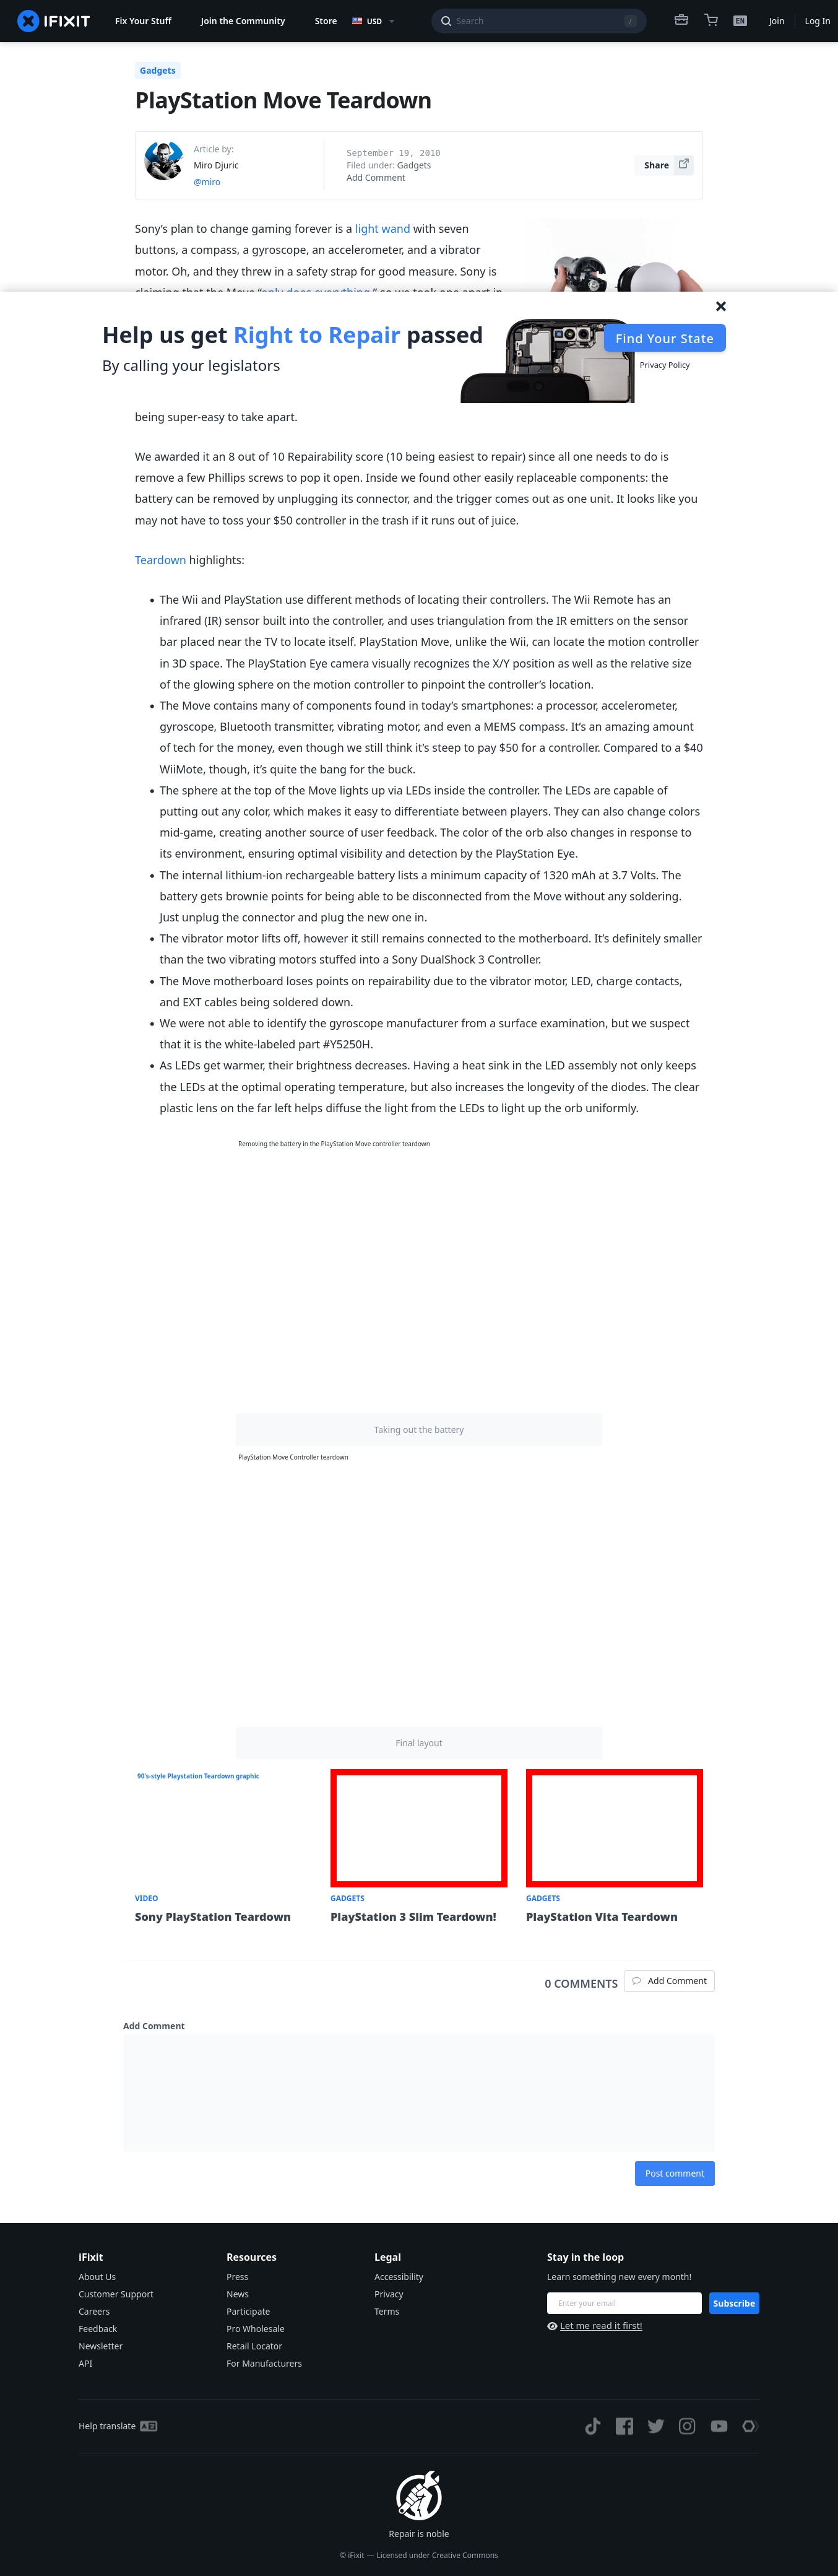 IFIXIT
Fix Your Stuff
Join the Community
Store
USD
Search
/
EN
Join
Log In
Gadgets
PlayStation Move Teardown
Article by:
Miro Djuric
@miro
September 19, 2010
Filed under: Gadgets
Add Comment
Share
Sony's plan to change gaming forever is a light wand with seven
buttons, a compass, a gyroscope, an accelerometer, and a vibrator
motor. Oh, and they threw in a safety strap for good measure. Sony is
Help us get Right to Repair passed
By calling your legislators
Find Your State
Privacy Policy
being super-easy to take apart.
We awarded it an 8 out of 10 Repairability score (10 being easiest to repair) since all one needs to do is
remove a few Phillips screws to pop it open. Inside we found other easily replaceable components: the
battery can be removed by unplugging its connector, and the trigger comes out as one unit. It looks like you
may not have to toss your $50 controller in the trash if it runs out of juice.
Teardown highlights:
The Wii and PlayStation use different methods of locating their controllers. The Wii Remote has an
infrared (IR) sensor built into the controller, and uses triangulation from the IR emitters on the sensor
bar placed near the TV to locate itself. PlayStation Move, unlike the Wii, can locate the motion controller
in 3D space. The PlayStation Eye camera visually recognizes the X/Y position as well as the relative size
of the glowing sphere on the motion controller to pinpoint the controller's location.
The Move contains many of components found in today's smartphones: a processor, accelerometer,
gyroscope, Bluetooth transmitter, vibrating motor, and even a MEMS compass. It's an amazing amount
of tech for the money, even though we still think it's steep to pay $50 for a controller. Compared to a $40
WiiMote, though, it's quite the bang for the buck.
The sphere at the top of the Move lights up via LEDs inside the controller. The LEDs are capable of
putting out any color, which makes it easy to differentiate between players. They can also change colors
mid-game, creating another source of user feedback. The color of the orb also changes in response to
its environment, ensuring optimal visibility and detection by the PlayStation Eye.
The internal lithium-ion rechargeable battery lists a minimum capacity of 1320 mAh at 3.7 Volts. The
battery gets brownie points for being able to be disconnected from the Move without any soldering.
Just unplug the connector and plug the new one in.
The vibrator motor lifts off, however it still remains connected to the motherboard. It's definitely smaller
than the two vibrating motors stuffed into a Sony DualShock 3 Controller.
The Move motherboard loses points on repairability due to the vibrator motor, LED, charge contacts,
and EXT cables being soldered down.
We were not able to identify the gyroscope manufacturer from a surface examination, but we suspect
that it is the white-labeled part #Y5250H.
As LEDs get warmer, their brightness decreases. Having a heat sink in the LED assembly not only keeps
the LEDs at the optimal operating temperature, but also increases the longevity of the diodes. The clear
plastic lens on the far left helps diffuse the light from the LEDs to light up the orb uniformly.
Removing the battery in the PlayStation Move controller teardown
Taking out the battery
PlayStation Move Controller teardown
Final layout
90's-style Playstation Teardown graphic
VIDEO
Sony PlayStation Teardown
GADGETS
PlayStation 3 Slim Teardown!
GADGETS
PlayStation Vita Teardown
0 COMMENTS
Add Comment
Add Comment
Post comment
iFixit
About Us
Customer Support
Careers
Feedback
Newsletter
API
Resources
Press
News
Participate
Pro Wholesale
Retail Locator
For Manufacturers
Legal
Accessibility
Privacy
Terms
Stay in the loop
Learn something new every month!
Enter your email
Subscribe
Let me read it first!
Help translate
Repair is noble
© iFixit — Licensed under Creative Commons